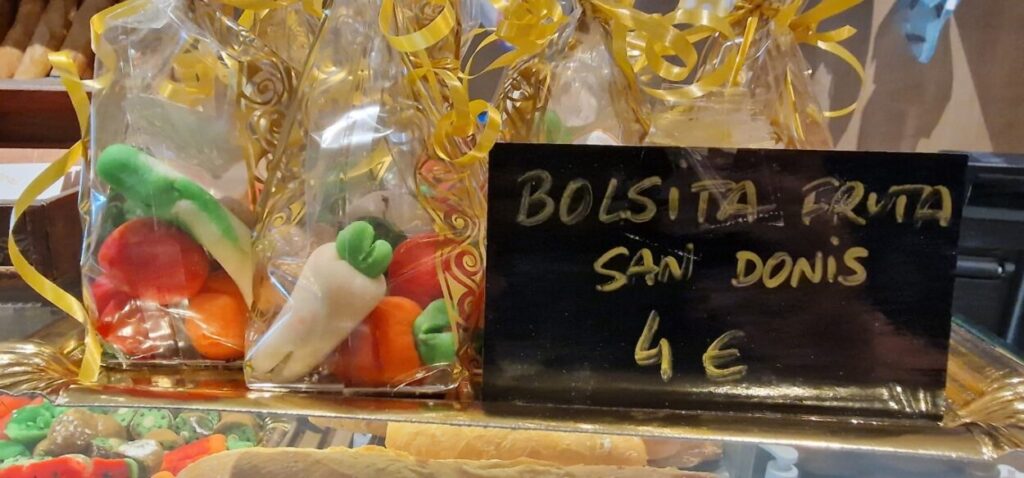 BOLSITA FRUTA
SAN DONIS
4 €